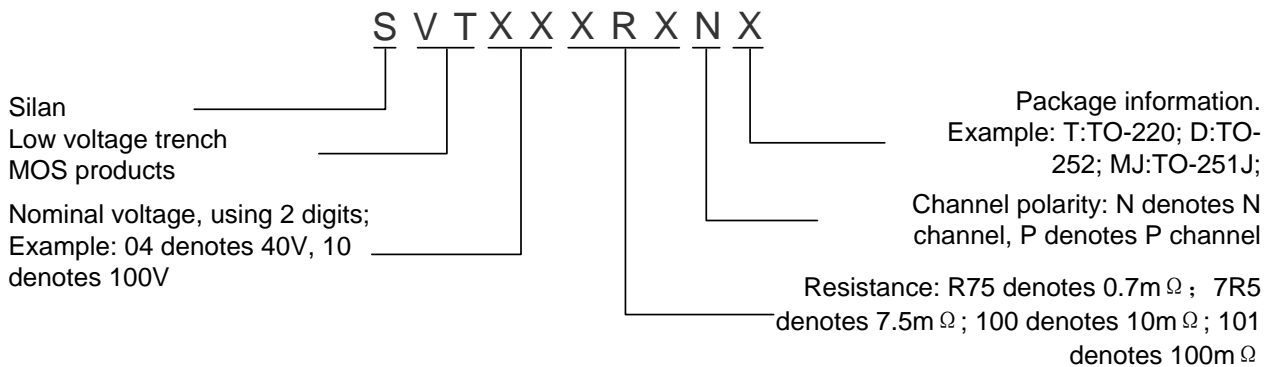 S V T X X X R X N X
Silan
Low voltage trench
MOS products
Nominal voltage, using 2 digits;
Example: 04 denotes 40V, 10
denotes 100V
Package information.
Example: T:TO-220; D:TO-
252; MJ:TO-251J;
Channel polarity: N denotes N
channel, P denotes P channel
Resistance: R75 denotes 0.7mΩ；7R5
denotes 7.5mΩ; 100 denotes 10mΩ; 101
denotes 100mΩ